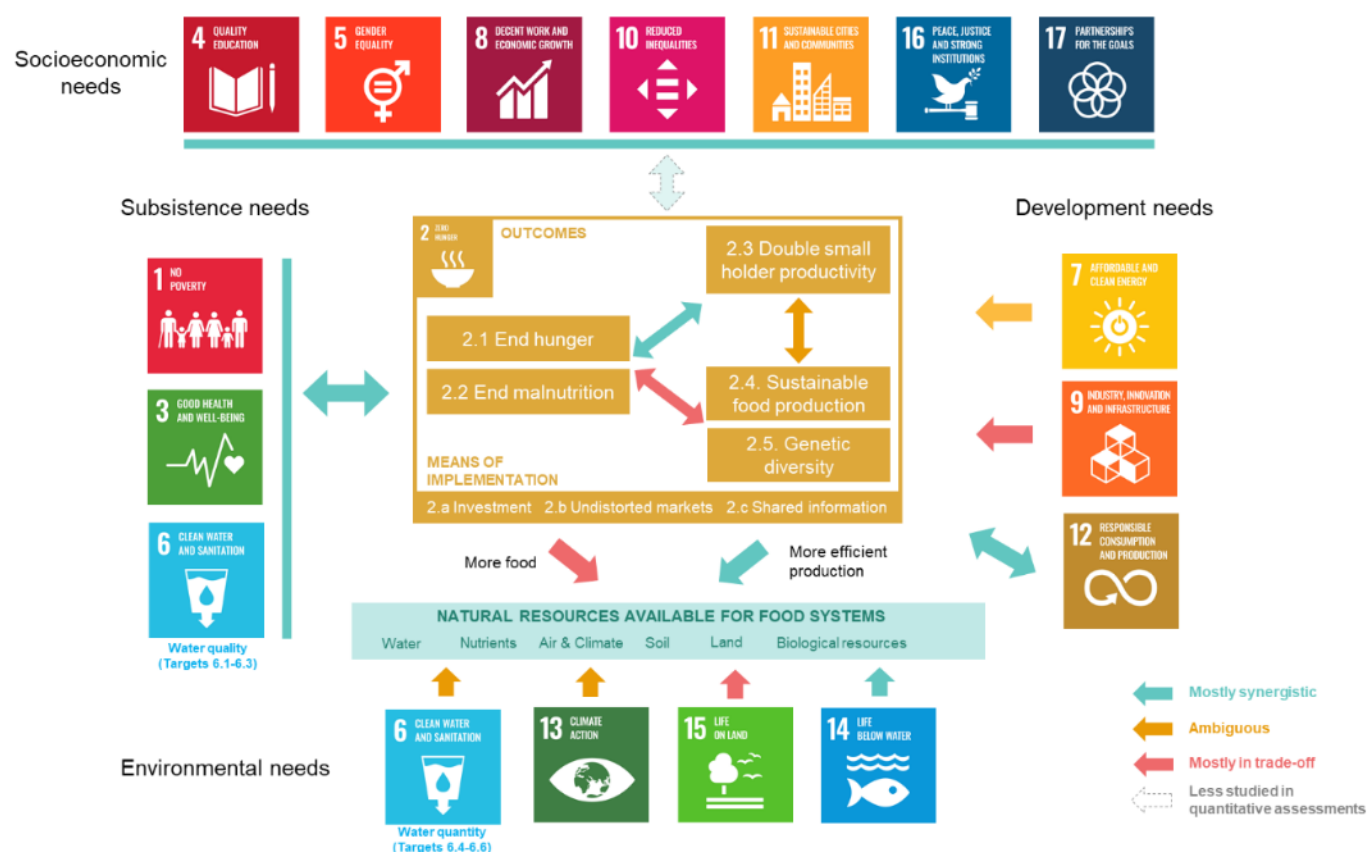 Socioeconomic
needs
4 QUALITY
EDUCATION
5 GENDER
EQUALITY
8 DECENT WORK AND
ECONOMIC GROWTH
10 REDUCED
INEQUALITIES
11 SUSTAINABLE CITIES
AND COMMUNITIES
16 PEACE, JUSTICE
AND STRONG
INSTITUTIONS
17 PARTNERSHIPS
FOR THE GOALS
Subsistence needs
1 NO
POVERTY
3 GOOD HEALTH
AND WELL-BEING
6 CLEAN WATER
AND SANITATION
Water quality
(Targets 6.1-6.3)
2 ZERO
HUNGER
OUTCOMES
2.3 Double small
holder productivity
2.1 End hunger
2.2 End malnutrition
2.4. Sustainable
food production
2.5. Genetic
diversity
MEANS OF
IMPLEMENTATION
2.a Investment 2.b Undistorted markets 2.c Shared information
Development needs
7 AFFORDABLE AND
CLEAN ENERGY
9 INDUSTRY, INNOVATION
AND INFRASTRUCTURE
12 RESPONSIBLE
CONSUMPTION
AND PRODUCTION
More food
More efficient
production
NATURAL RESOURCES AVAILABLE FOR FOOD SYSTEMS
Water Nutrients Air & Climate Soil Land Biological resources
Environmental needs
6 CLEAN WATER
AND SANITATION
Water quantity
(Targets 6.4-6.6)
13 CLIMATE
ACTION
15 LIFE
ON LAND
14 LIFE
BELOW WATER
Mostly synergistic
Ambiguous
Mostly in trade-off
Less studied in
quantitative assessments